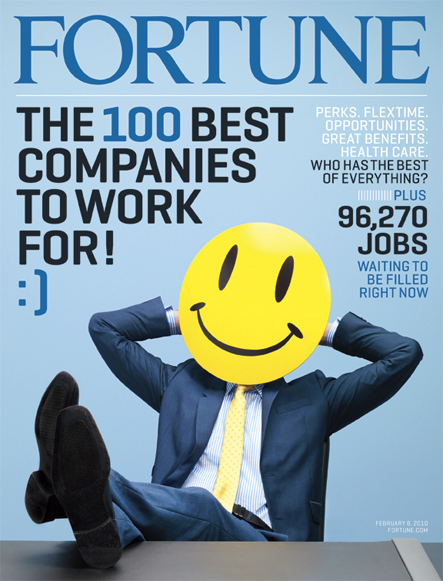 FORTUNE
THE 100 BEST
COMPANIES
TO WORK
FOR!
:)
PERKS. FLEXTIME.
OPPORTUNITIES.
GREAT BENEFITS.
HEALTH CARE.
WHO HAS THE BEST
OF EVERYTHING?
PLUS
96,270
JOBS
WAITING TO
BE FILLED
RIGHT NOW
FEBRUARY 8, 2010
FORTUNE.COM